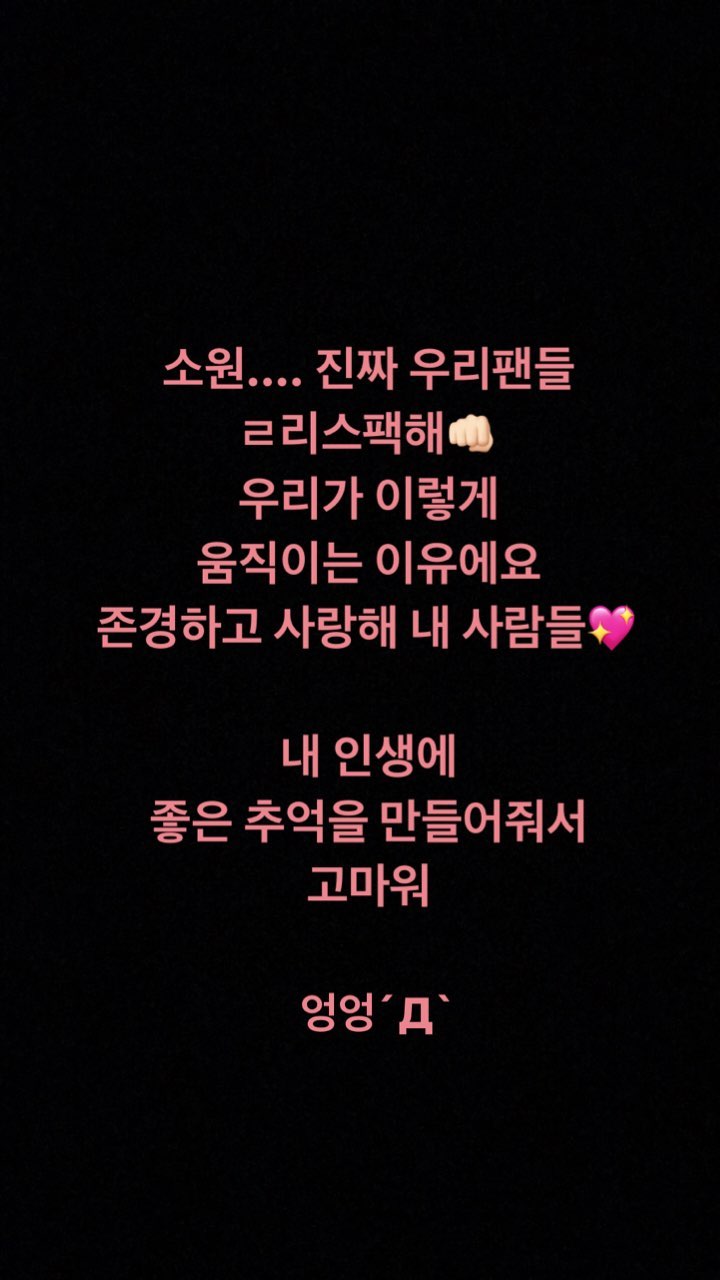 소원.... 진짜 우리팬들
ㄹ리스팩해👊🏻
우리가 이렇게
움직이는 이유에요
존경하고 사랑해 내 사람들💖
내 인생에
좋은 추억을 만들어줘서
고마워
엉엉´Д`